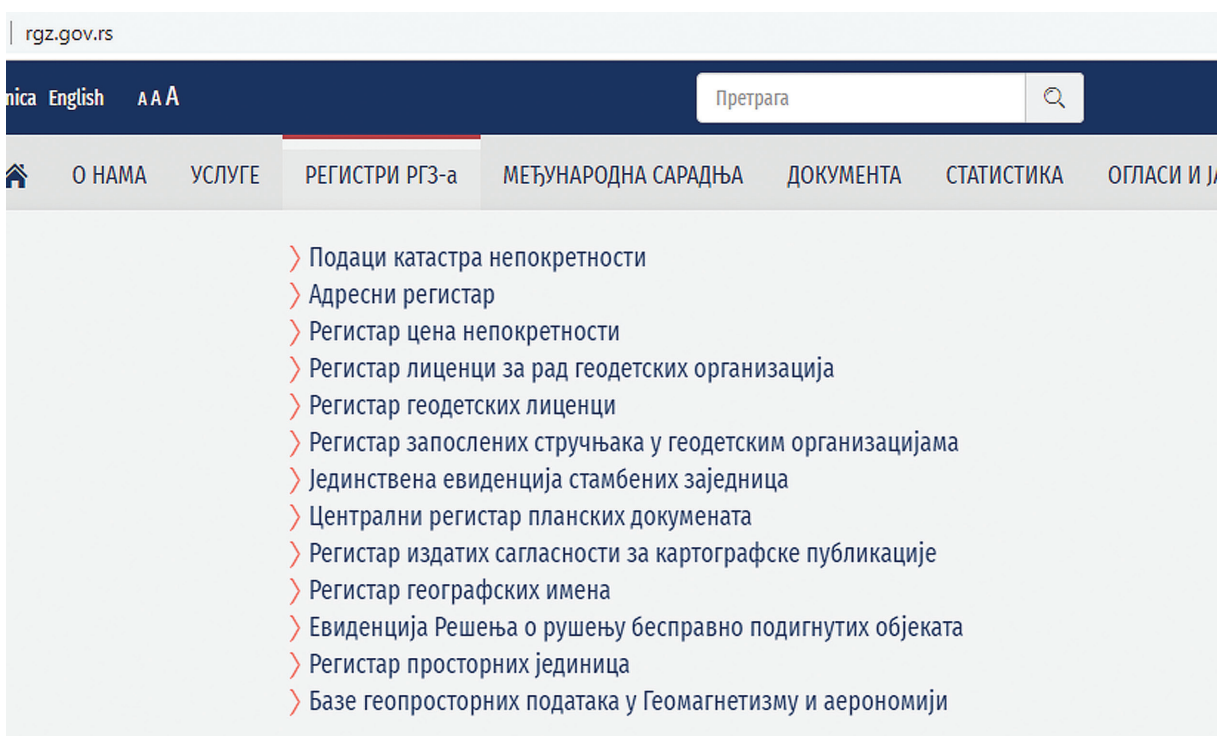 rgz.gov.rs
nica English A A A Претрага
О НАМА УСЛУГЕ РЕГИСТРИ РГЗ-а МЕЂУНАРОДНА САРАДЊА ДОКУМЕНТА СТАТИСТИКА ОГЛАСИ И ЈА
Подаци катастра непокретности
Адресни регистар
Регистар цена непокретности
Регистар лиценци за рад геодетских организација
Регистар геодетских лиценци
Регистар запослених стручњака у геодетским организацијама
Јединствена евиденција стамбених заједница
Централни регистар планских докумената
Регистар издатих сагласности за картографске публикације
Регистар географских имена
Евиденција Решења о рушењу бесправно подигнутих објеката
Регистар просторних јединица
Базе геопросторних података у Геомагнетизму и аерономији